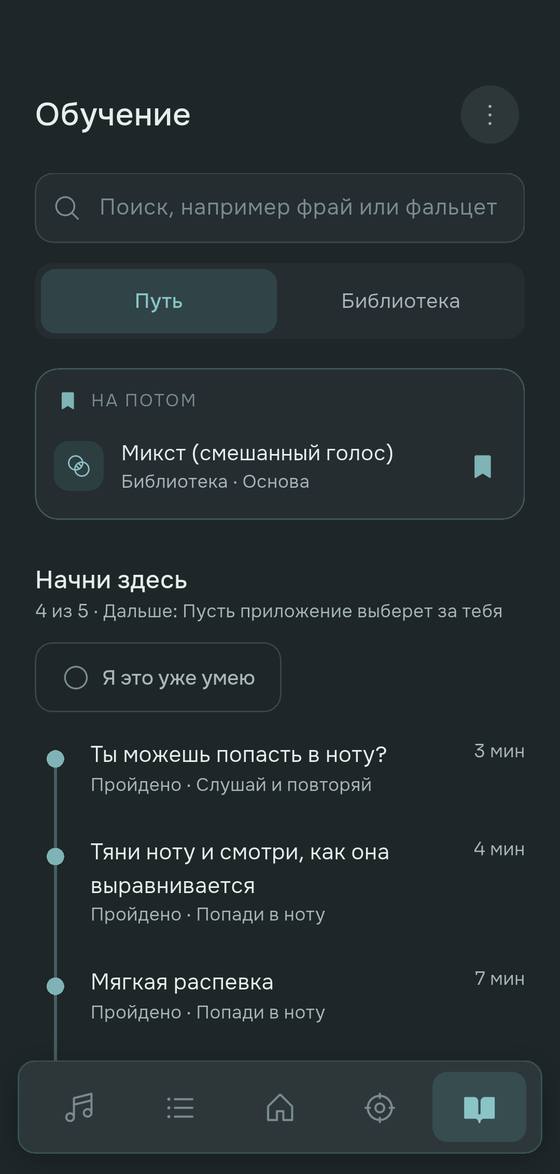 Обучение
Поиск, например фрай или фальцет
Путь
Библиотека
НА ПОТОМ
Микст (смешанный голос)
Библиотека · Основа
Начни здесь
4 из 5 · Дальше: Пусть приложение выберет за тебя
Я это уже умею
Ты можешь попасть в ноту?
3 мин
Пройдено · Слушай и повторяй
Тяни ноту и смотри, как она
4 мин
выравнивается
Пройдено · Попади в ноту
Мягкая распевка
7 мин
Пройдено · Попади в ноту